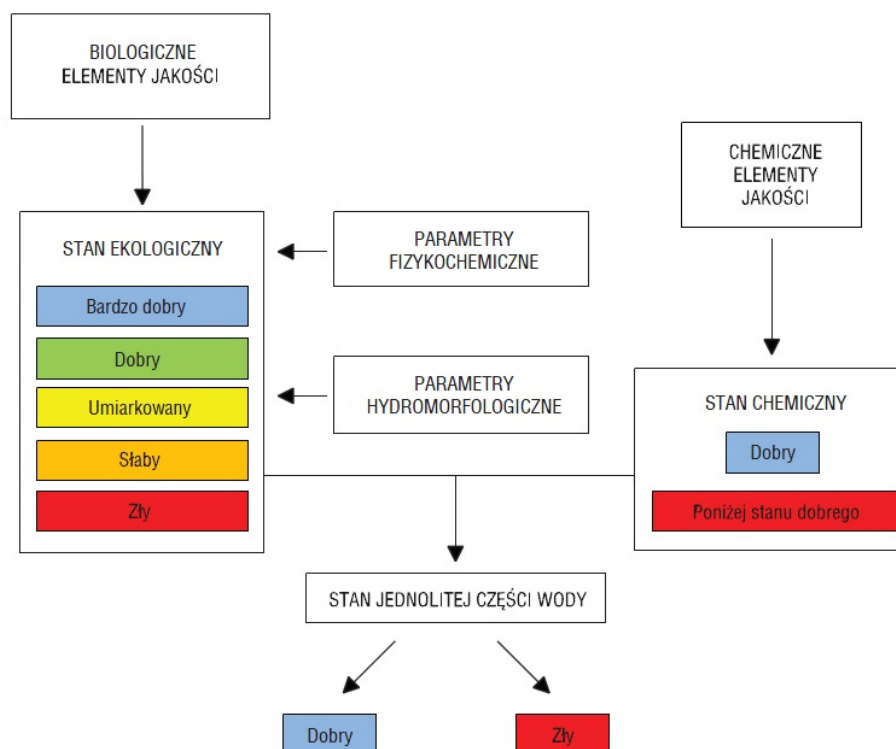 BIOLOGICZNE
ELEMENTY JAKOŚCI
CHEMICZNE
ELEMENTY
JAKOŚCI
STAN EKOLOGICZNY
Bardzo dobry
Dobry
Umiarkowany
Słaby
Zły
PARAMETRY
FIZYKOCHEMICZNE
PARAMETRY
HYDROMORFOLOGICZNE
STAN CHEMICZNY
Dobry
Poniżej stanu dobrego
STAN JEDNOLITEJ CZĘŚCI WODY
Dobry
Zły